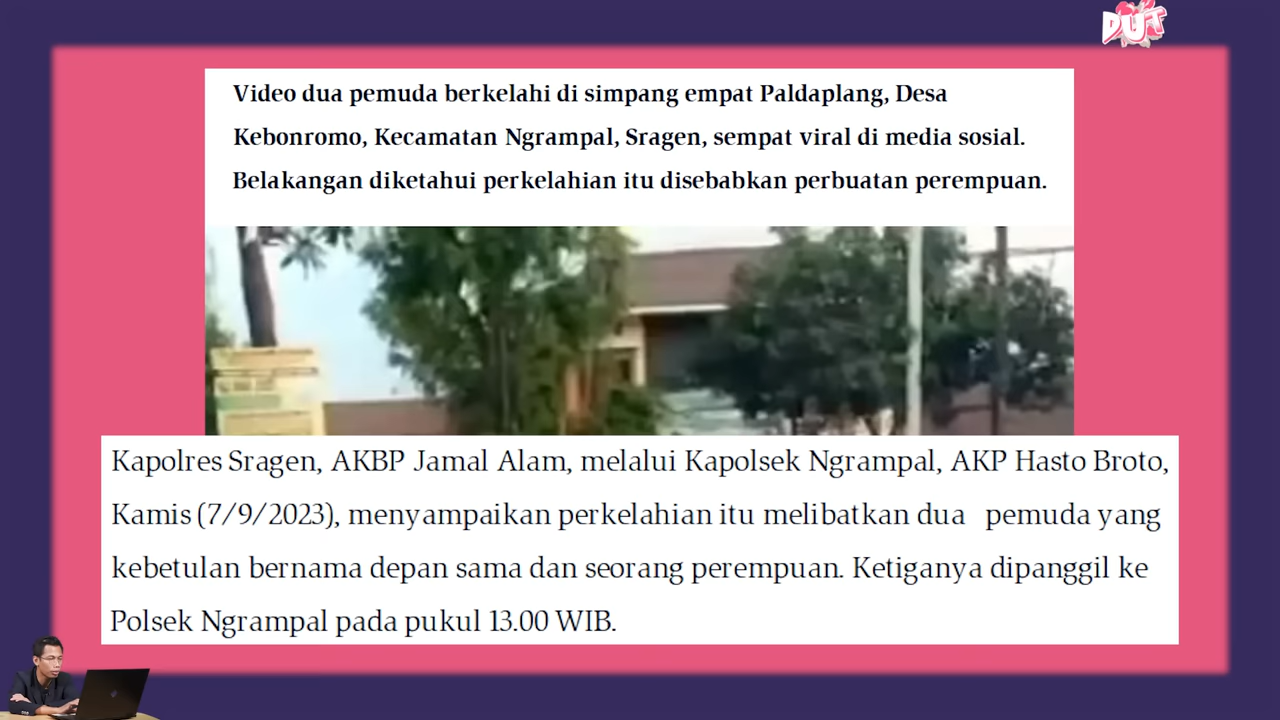 DUT
Video dua pemuda berkelahi di simpang empat Paldaplang, Desa
Kebonromo, Kecamatan Ngrampal, Sragen, sempat viral di media sosial.
Belakangan diketahui perkelahian itu disebabkan perbuatan perempuan.
Kapolres Sragen, AKBP Jamal Alam, melalui Kapolsek Ngrampal, AKP Hasto Broto,
Kamis (7/9/2023), menyampaikan perkelahian itu melibatkan dua pemuda yang
kebetulan bernama depan sama dan seorang perempuan. Ketiganya dipanggil ke
Polsek Ngrampal pada pukul 13.00 WIB.